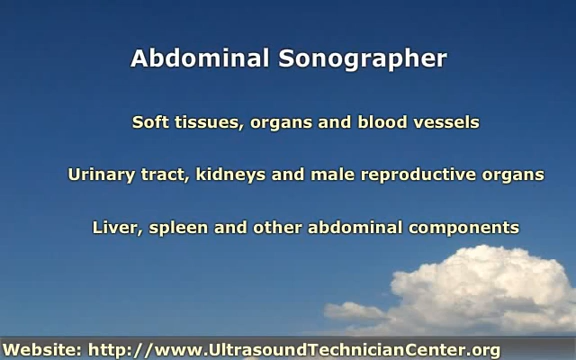 Abdominal Sonographer
Soft tissues, organs and blood vessels
Urinary tract, kidneys and male reproductive organs
Liver, spleen and other abdominal components
Website: http://www.UltrasoundTechnicianCenter.org